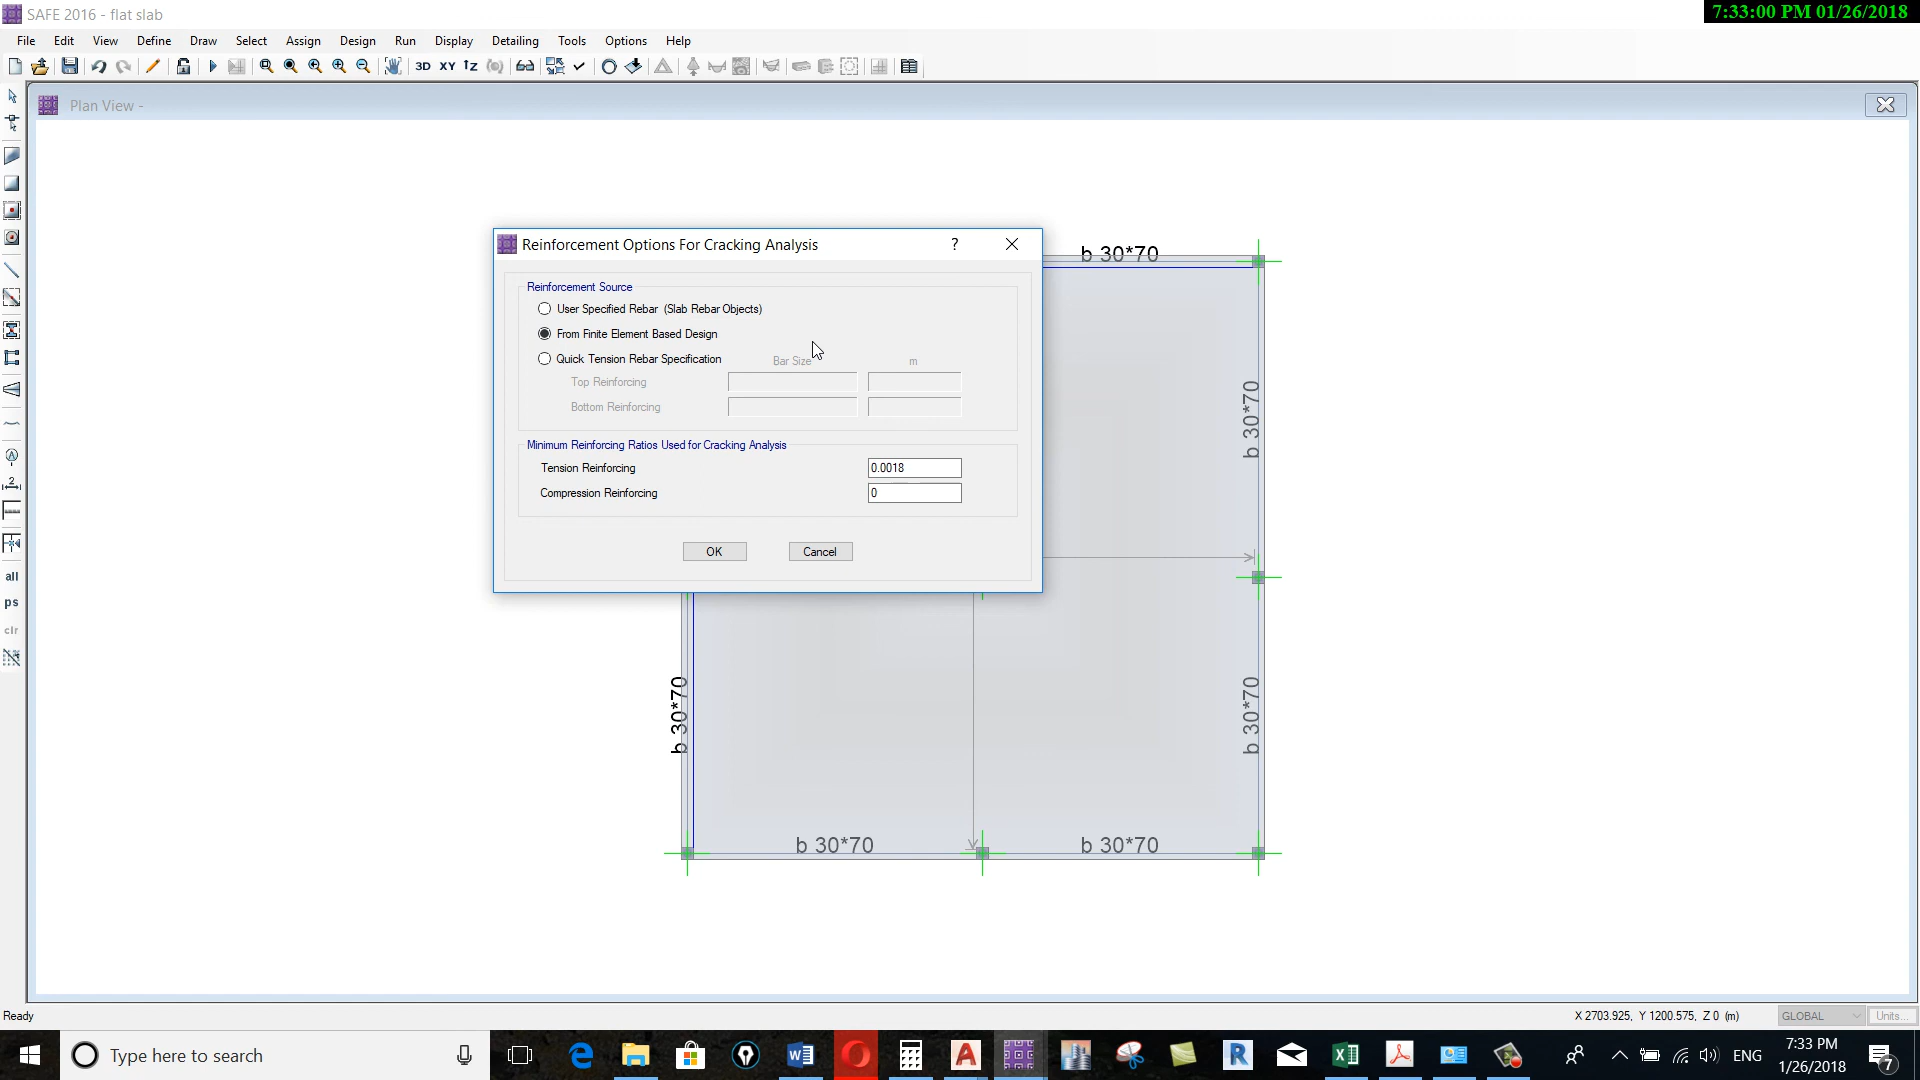 SAFE 2016 - flat slab
7:33:00 PM 01/26/2018
File Edit View Define Draw Select Assign Design Run Display Detailing Tools Options Help
3D XY
Plan View -
Reinforcement Options For Cracking Analysis ?
b 30*70
Reinforcement Source
User Specified Rebar (Slab Rebar Objects)
From Finite Element Based Design
Quick Tension Rebar Specification Bar Size m
Top Reinforcing
Bottom Reinforcing
b 30*70
Minimum Reinforcing Ratios Used for Cracking Analysis
Tension Reinforcing 0.0018
Compression Reinforcing 0
OK Cancel
all
ps
clr
b 30*70
b 30*70
b 30*70 b 30*70
Ready
X 2703.925, Y 1200.575, Z 0 (m) GLOBAL Units...
Type here to search
ENG
7:33 PM
1/26/2018
7